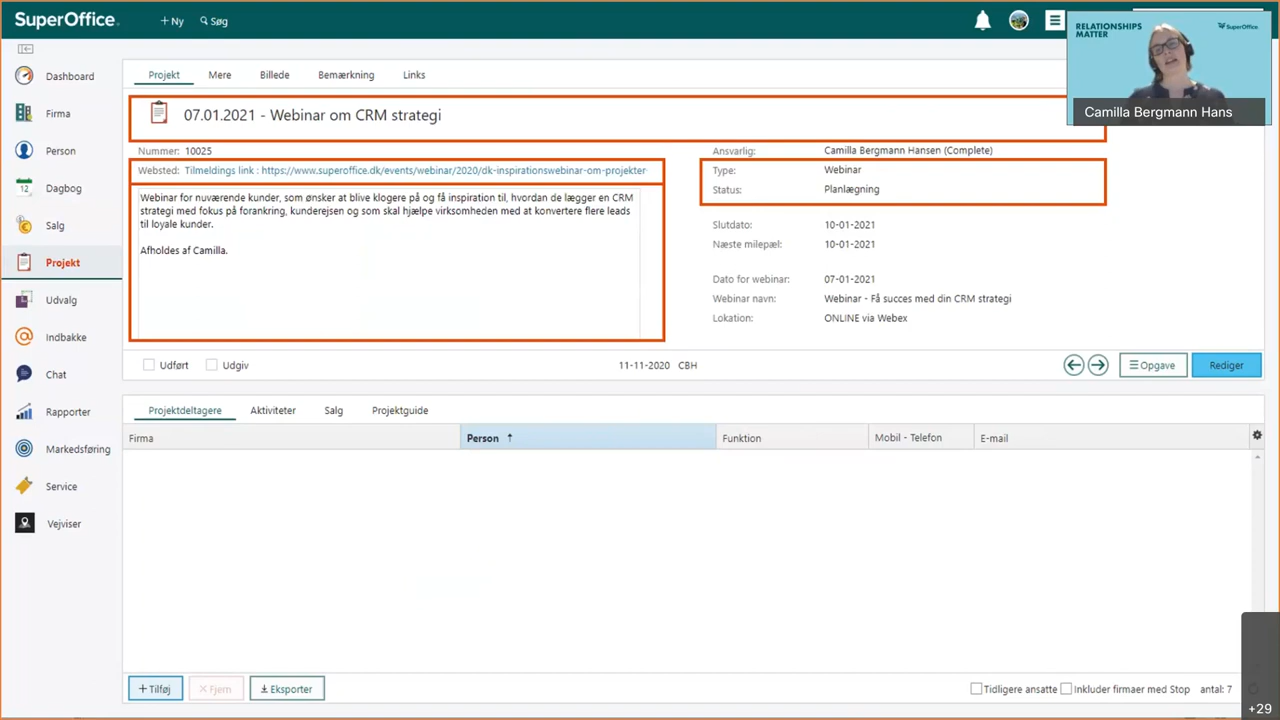 SuperOffice.
+ Ny
Søg
RELATIONSHIPS
MATTER
SuperOffice
Camilla Bergmann Hans
Dashboard
Firma
Person
12
Dagbog
Salg
Projekt
Udvalg
Indbakke
Chat
Rapporter
Markedsføring
Service
Vejviser
Projekt
Mere
Billede
Bemærkning
Links
07.01.2021 - Webinar om CRM strategi
Nummer: 10025
Websted: Tilmeldings link : https://www.superoffice.dk/events/webinar/2020/dk-inspirationswebinar-om-projekter-
Webinar for nuværende kunder, som ønsker at blive klogere på og få inspiration til, hvordan de lægger en CRM
strategi med fokus på forankring, kunderejsen og som skal hjælpe virksomheden med at konvertere flere leads
til loyale kunder.
Afholdes af Camilla.
Ansvarlig: Camilla Bergmann Hansen (Complete)
Type: Webinar
Status: Planlægning
Slutdato: 10-01-2021
Næste milepæl: 10-01-2021
Dato for webinar: 07-01-2021
Webinar navn: Webinar - Få succes med din CRM strategi
Lokation: ONLINE via Webex
Udført
Udgiv
11-11-2020 CBH
Opgave
Rediger
Projektdeltagere
Aktiviteter
Salg
Projektguide
Firma
Person
Funktion
Mobil - Telefon
E-mail
+ Tilføj
× Fjern
Eksporter
Tidligere ansatte
Inkluder firmaer med Stop
antal: 7
+29